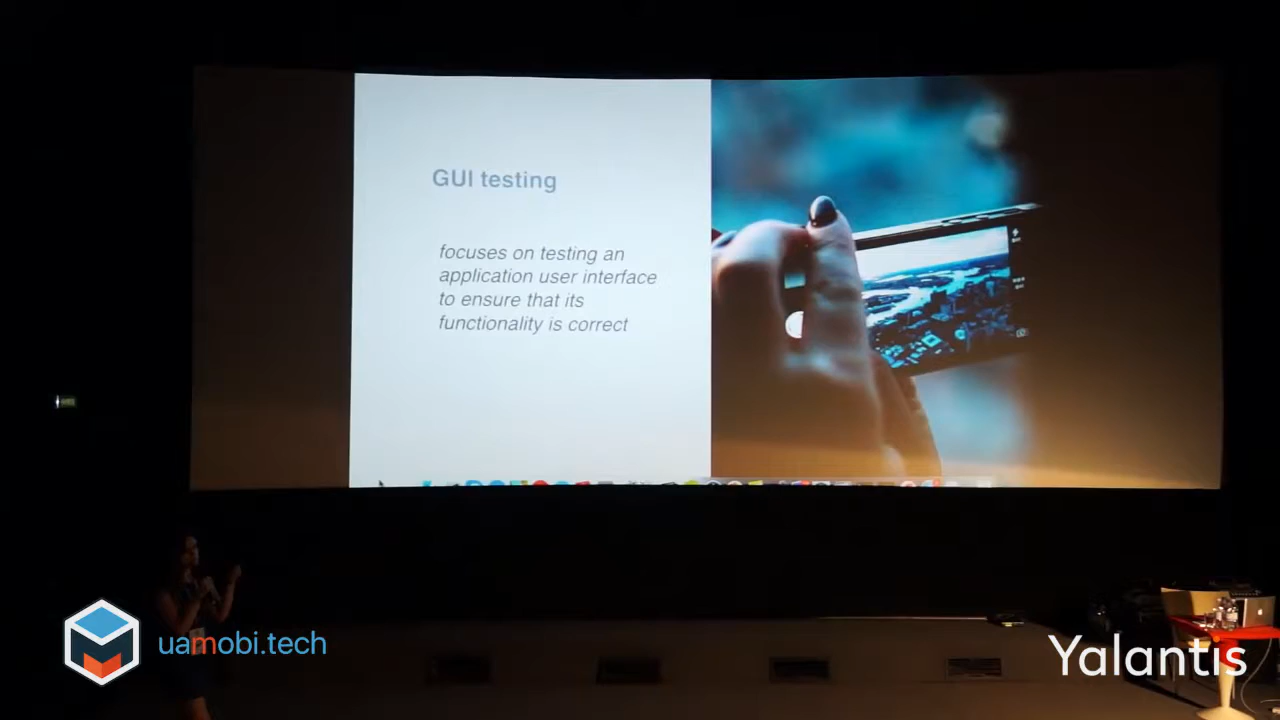 GUI testing
focuses on testing an
application user interface
to ensure that its
functionality is correct
uamobi.tech
Yalantis